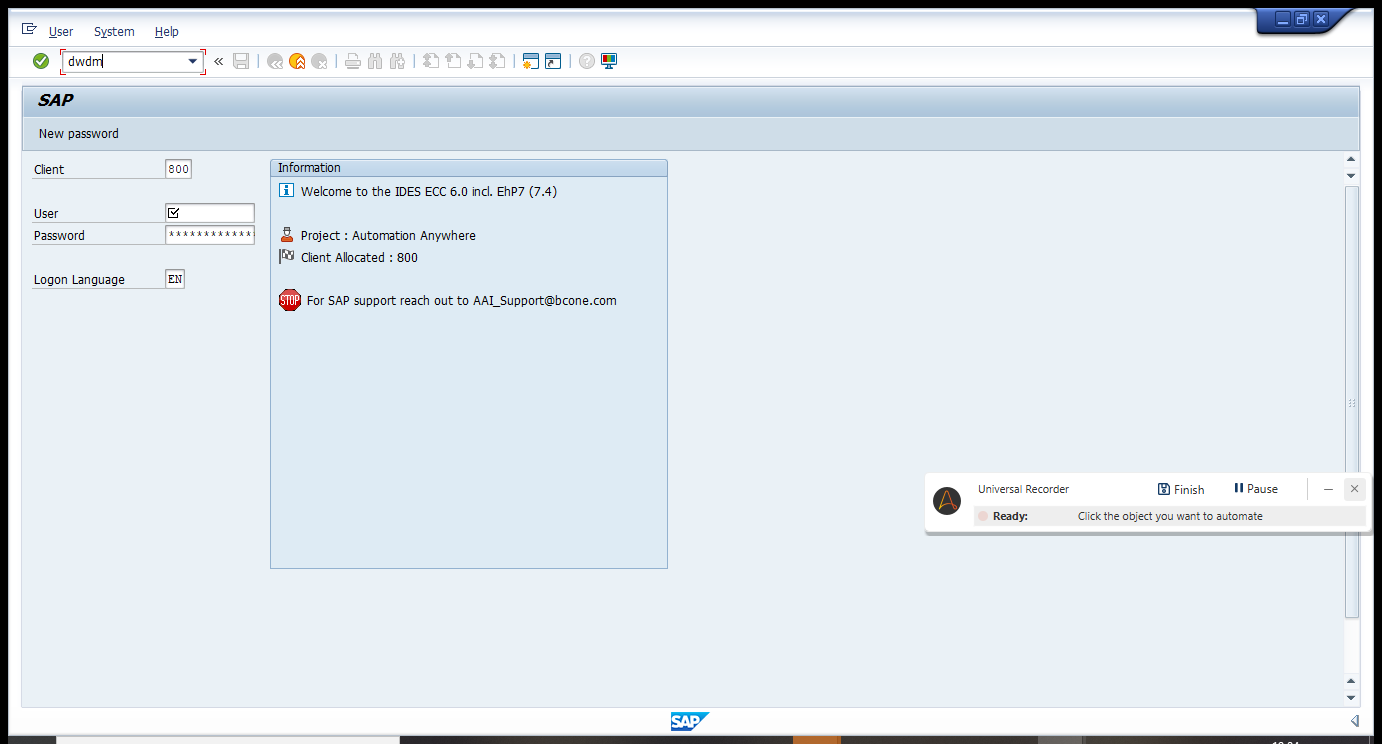 User System Help
dwdm
SAP
New password
Client 800
User
Password *************
Logon Language EN
Information
Welcome to the IDES ECC 6.0 incl. EhP7 (7.4)
Project : Automation Anywhere
Client Allocated : 800
STOP For SAP support reach out to AAI_Support@bcone.com
Universal Recorder Finish Pause
Ready: Click the object you want to automate
SAP